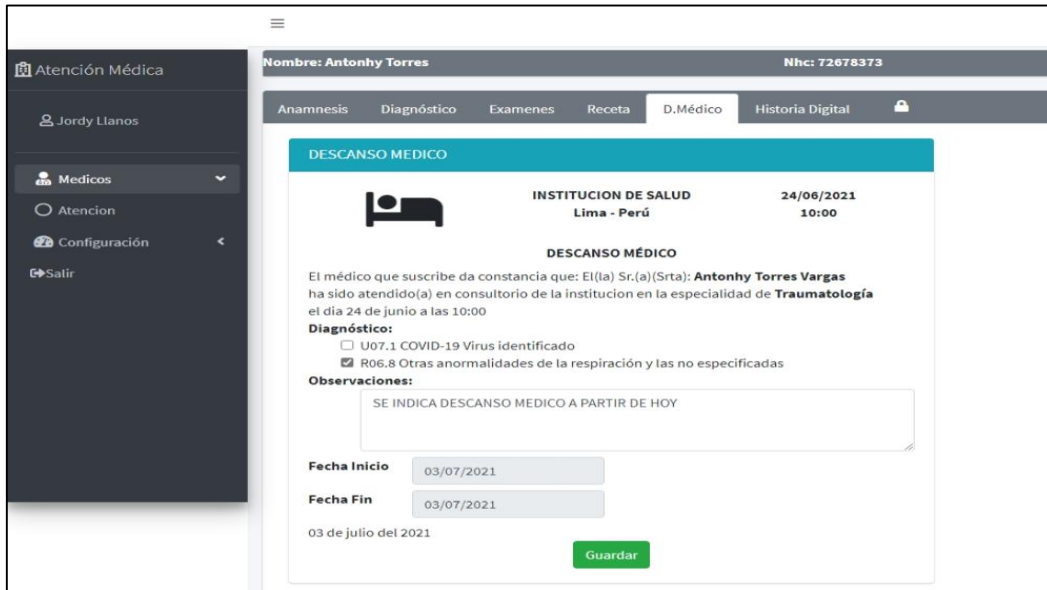 Atención Médica
Jordy Llanos
Medicos
Atencion
Configuración
Salir
Nombre: Antonhy Torres Nhc: 72678373
Anamnesis Diagnóstico Examenes Receta D.Médico Historia Digital
DESCANSO MEDICO
INSTITUCION DE SALUD 24/06/2021
Lima - Perú 10:00
DESCANSO MÉDICO
El médico que suscribe da constancia que: El(la) Sr.(a)(Srta): Antonhy Torres Vargas
ha sido atendido(a) en consultorio de la institucion en la especialidad de Traumatología
el dia 24 de junio a las 10:00
Diagnóstico:
U07.1 COVID-19 Virus identificado
R06.8 Otras anormalidades de la respiración y las no especificadas
Observaciones:
SE INDICA DESCANSO MEDICO A PARTIR DE HOY
Fecha Inicio 03/07/2021
Fecha Fin 03/07/2021
03 de julio del 2021
Guardar